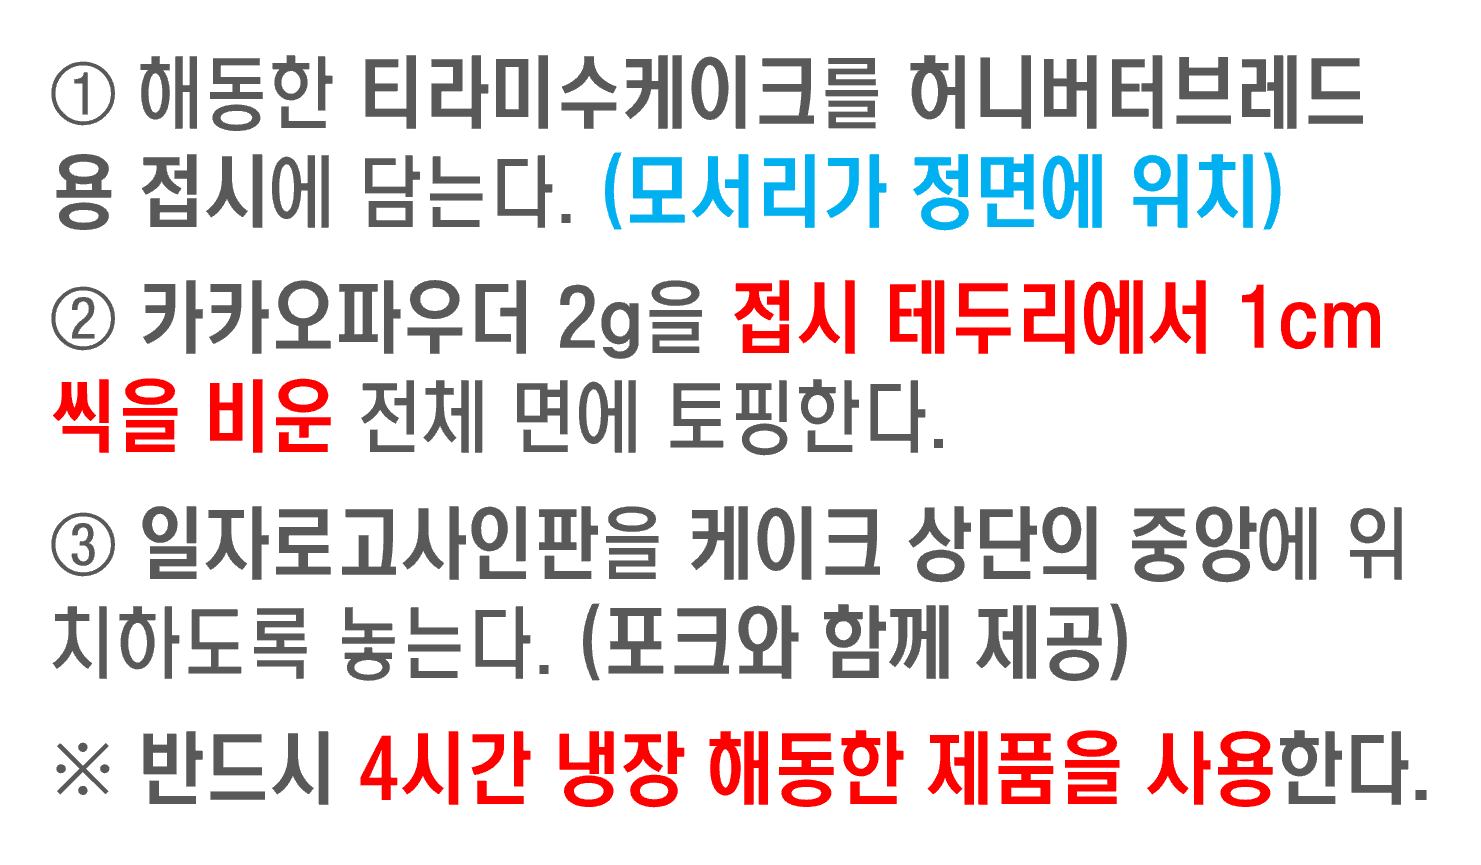 ① 해동한 티라미수케이크를 허니버터브레드
용 접시에 담는다. (모서리가 정면에 위치)
② 카카오파우더 2g을 접시 테두리에서 1cm
씩을 비운 전체 면에 토핑한다.
③ 일자로고사인판을 케이크 상단의 중앙에 위
치하도록 놓는다. (포크와 함께 제공)
※ 반드시 4시간 냉장 해동한 제품을 사용한다.